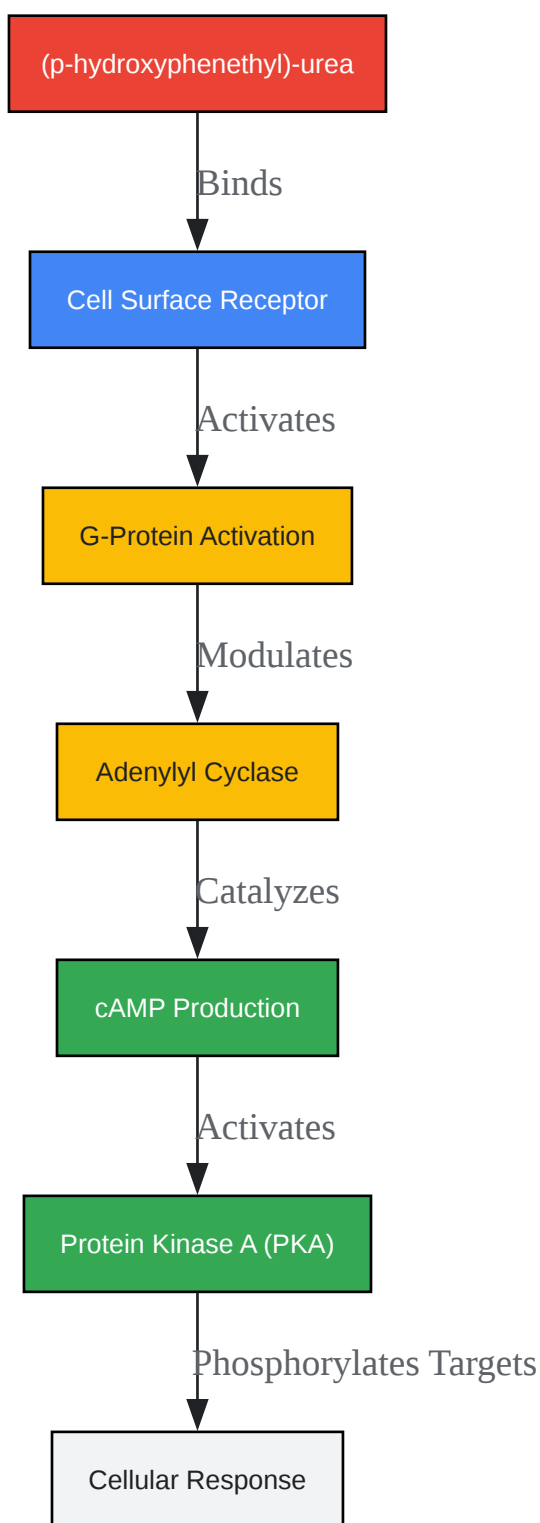 (p-hydroxyphenethyl)-urea
Binds
Cell Surface Receptor
Activates
G-Protein Activation
Modulates
Adenylyl Cyclase
Catalyzes
cAMP Production
Activates
Protein Kinase A (PKA)
Phosphorylates Targets
Cellular Response